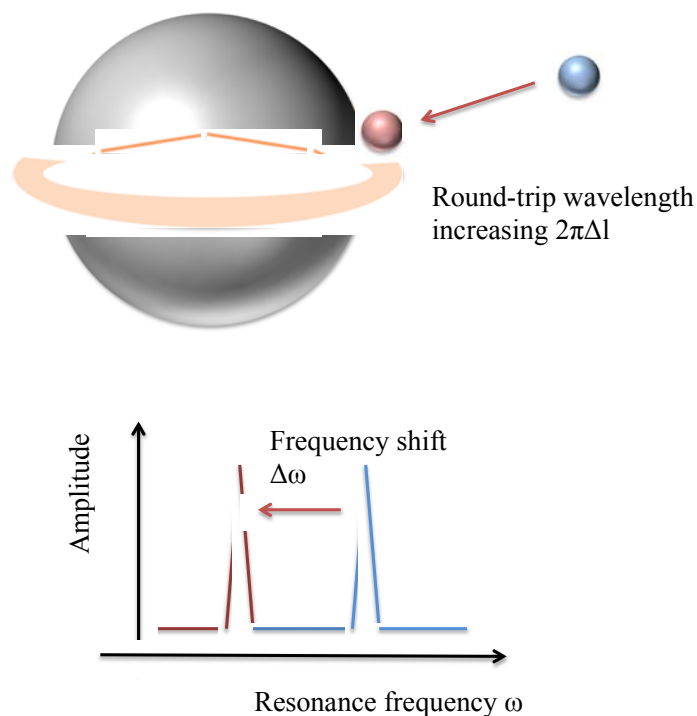 Round-trip wavelength
increasing 2πΔl
Frequency shift
Δω
Amplitude
Resonance frequency ω